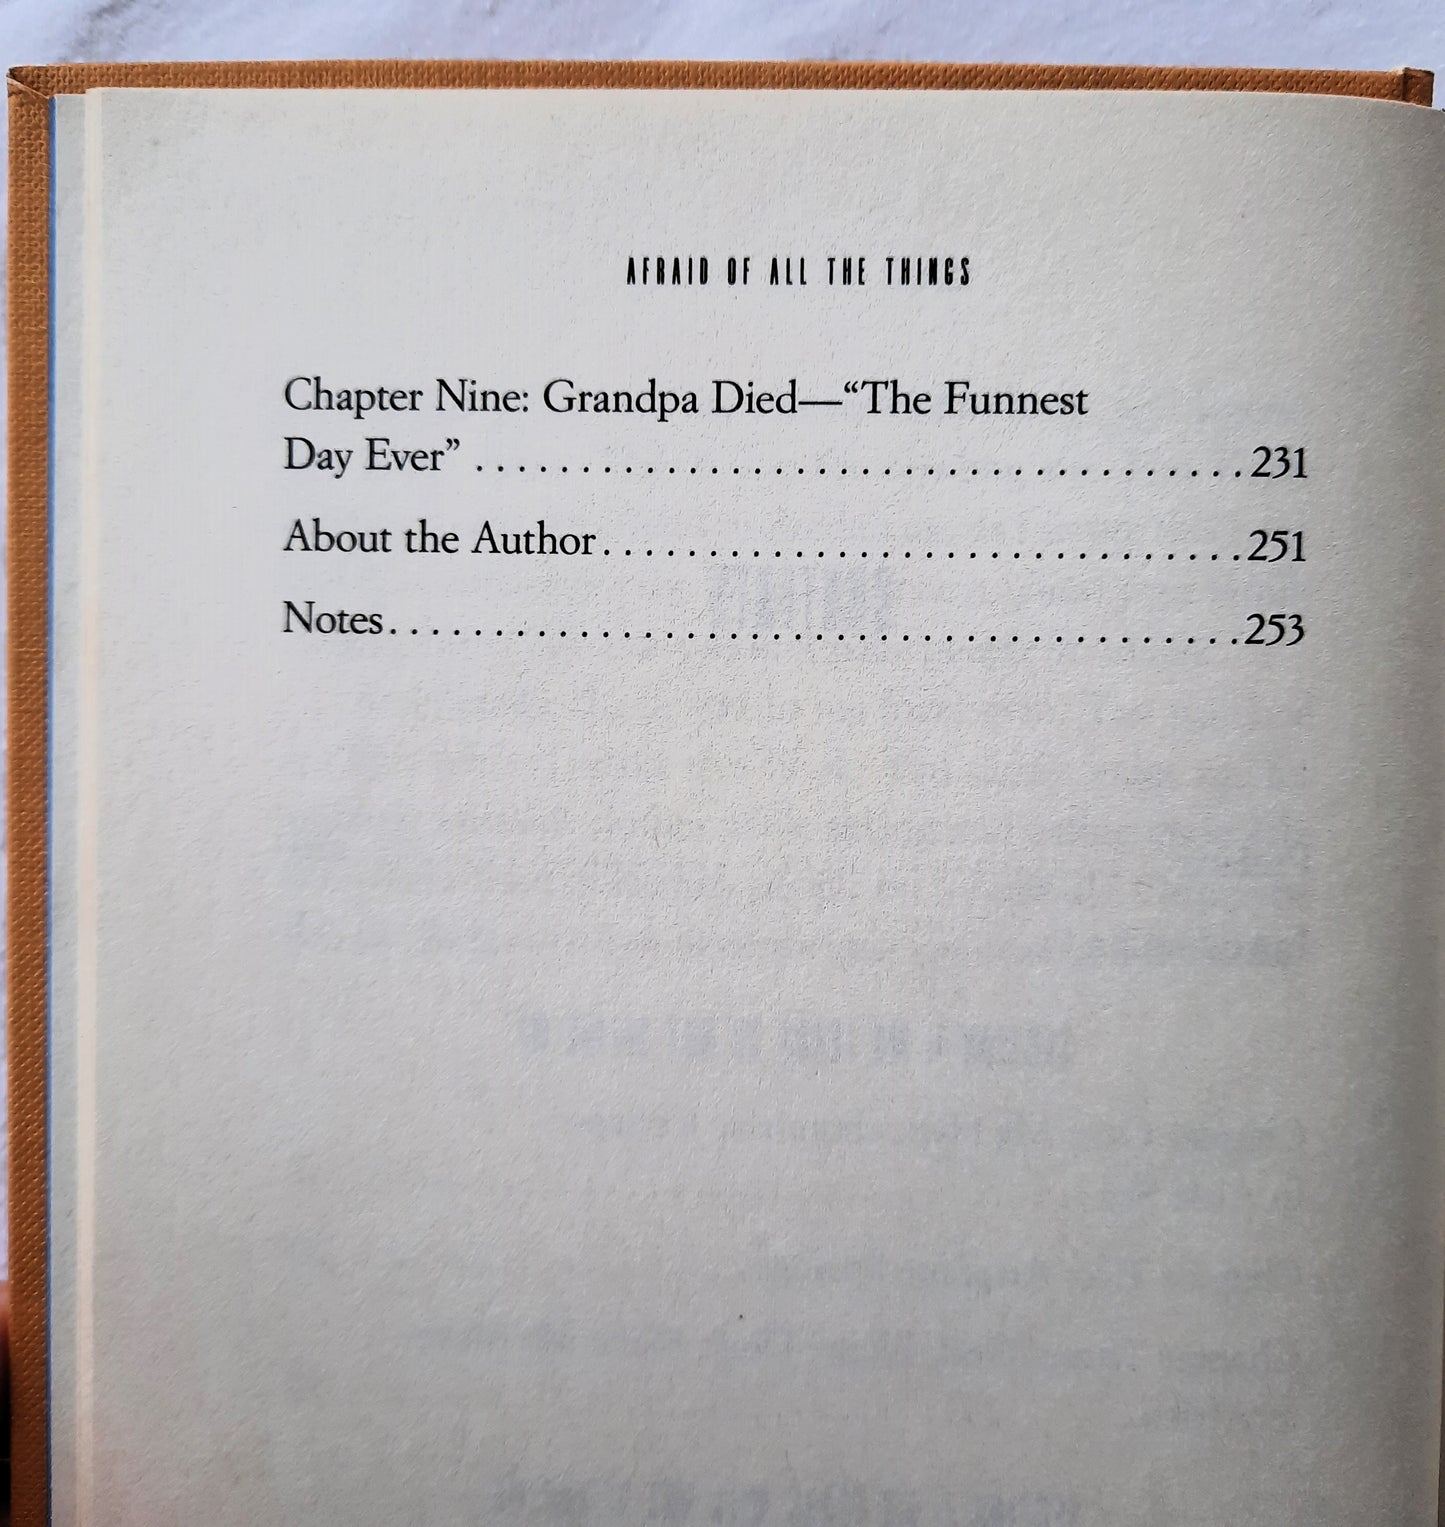 AFRAID OF ALL THE THINGS
Chapter Nine: Grandpa Died—“The Funnest
Day Ever” . . . . . . . . . . . . . . . . . . . . . . . . . . . . . . . . . . . . 231
About the Author. . . . . . . . . . . . . . . . . . . . . . . . . . . . . . 251
Notes. . . . . . . . . . . . . . . . . . . . . . . . . . . . . . . . . . . . . . . . 253